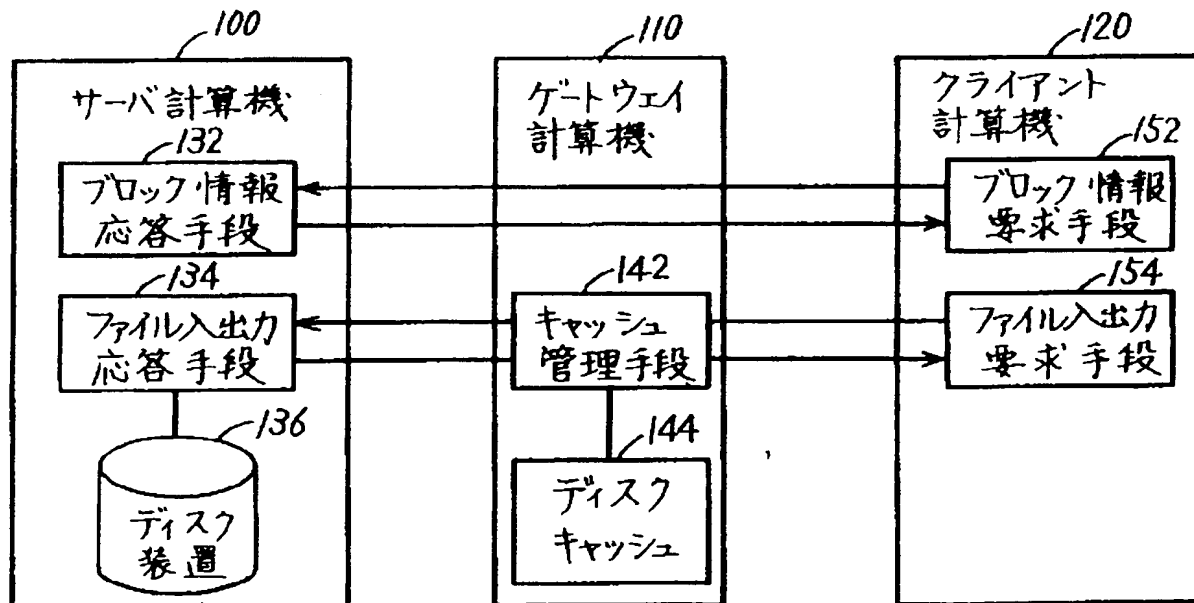 100
サーバ計算機
132
ブロック情報
応答手段
134
ファイル入出力
応答手段
136
ディスク
装置
110
ゲートウェイ
計算機
142
キャッシュ
管理手段
144
ディスク
キャッシュ
120
クライアント
計算機
152
ブロック情報
要求手段
154
ファイル入出力
要求手段